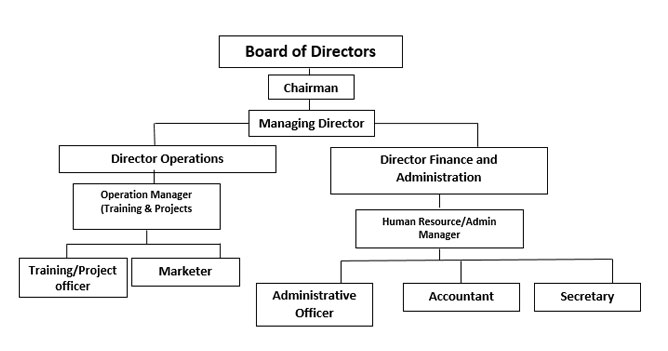 Board of Directors
Chairman
Managing Director
Director Operations
Director Finance and
Administration
Operation Manager
(Training & Projects
Human Resource/Admin
Manager
Training/Project
officer
Marketer
Administrative
Officer
Accountant
Secretary